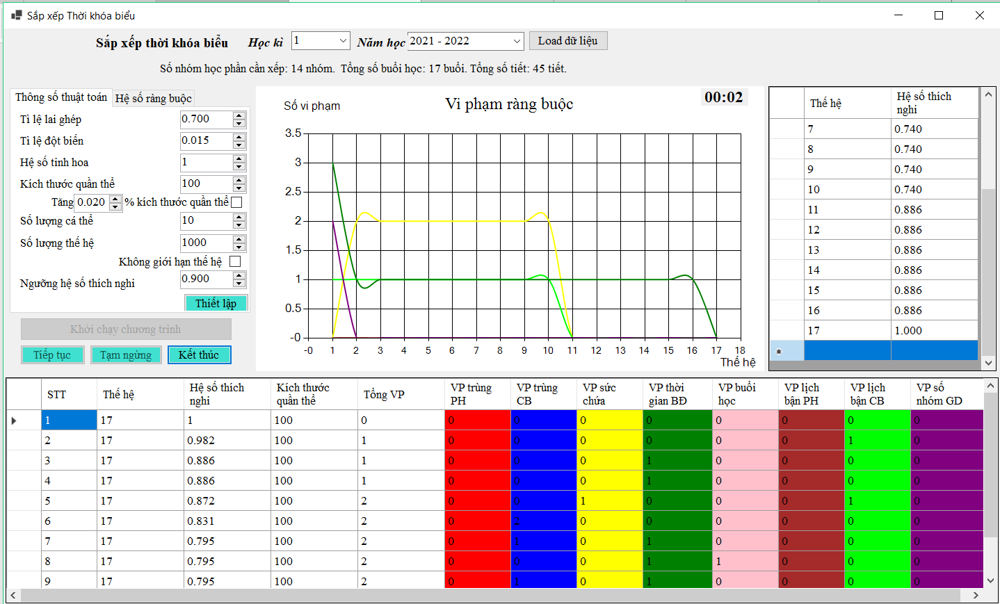 Sắp xếp Thời khóa biểu
Sắp xếp thời khóa biểu Học kì 1 Năm học 2021 - 2022 Load dữ liệu
Số nhóm học phần cần xếp: 14 nhóm. Tổng số buổi học: 17 buổi. Tổng số tiết: 45 tiết.
Thông số thuật toán Hệ số ràng buộc
Tỉ lệ lai ghép 0.700
Tỉ lệ đột biến 0.015
Hệ số tinh hoa 1
Kích thước quần thể 100
Tăng 0.020 % kích thước quần thể
Số lượng cá thể 10
Số lượng thế hệ 1000
Không giới hạn thế hệ
Ngưỡng hệ số thích nghi 0.900
Thiết lập
Khởi chạy chương trình
Tiếp tục Tạm ngừng Kết thúc
Số vi phạm Vi phạm ràng buộc 00:02
3.5
3
2.5
2
1.5
1
0.5
-0
-0 1 2 3 4 5 6 7 8 9 10 11 12 13 14 15 16 17 18
Thế hệ
Thế hệ Hệ số thích nghi
7 0.740
8 0.740
9 0.740
10 0.740
11 0.886
12 0.886
13 0.886
14 0.886
15 0.886
16 0.886
17 1.000
STT Thế hệ Hệ số thích nghi Kích thước quần thể Tổng VP VP trùng PH VP trùng CB VP sức chứa VP thời gian BĐ VP buổi học VP lịch bận PH VP lịch bận CB VP số nhóm GD
1 17 1 100 0 0 0 0 0 0 0 0 0
2 17 0.982 100 1 0 0 0 0 0 0 1 0
3 17 0.886 100 1 0 0 0 1 0 0 0 0
4 17 0.886 100 1 0 0 0 1 0 0 0 0
5 17 0.872 100 2 0 0 1 0 0 0 1 0
6 17 0.831 100 2 0 2 0 0 0 0 0 0
7 17 0.795 100 2 0 1 0 1 0 0 0 0
8 17 0.795 100 2 0 0 0 1 1 0 0 0
9 17 0.795 100 2 0 1 0 1 0 0 0 0